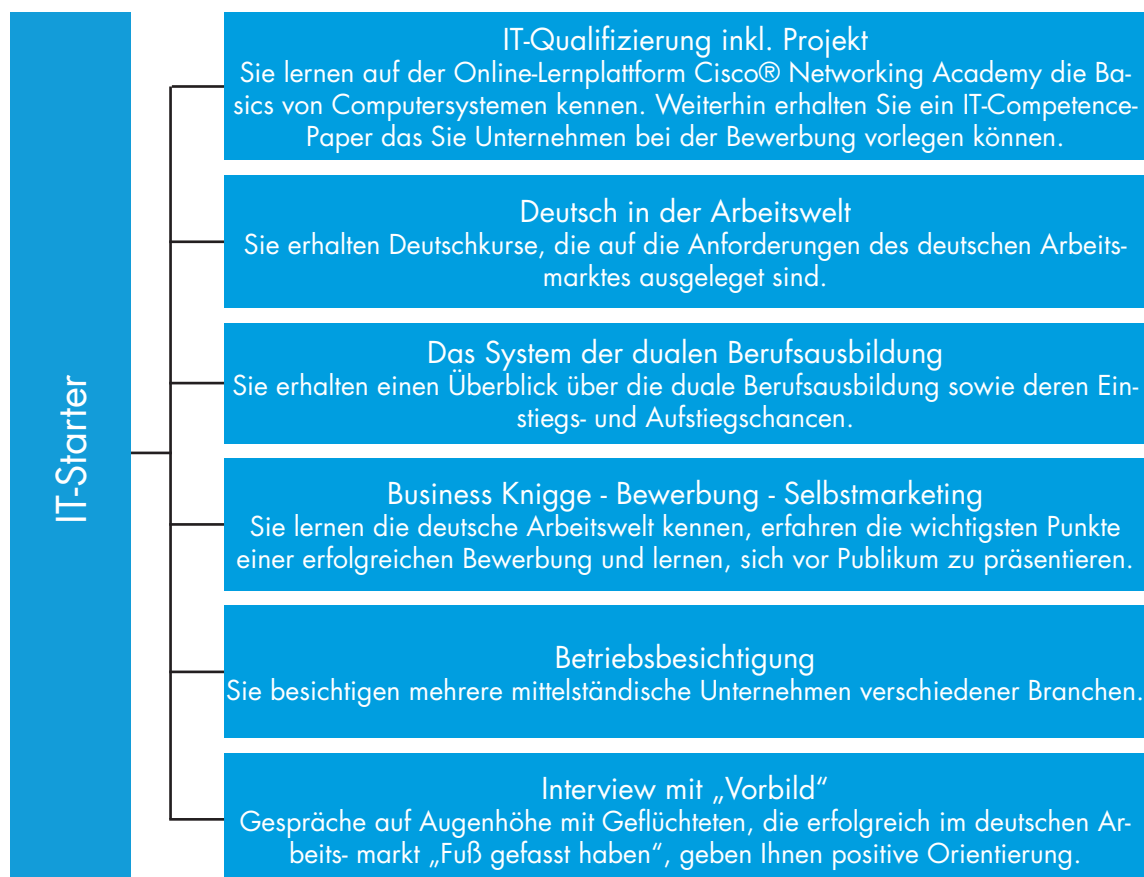 IT-Starter
IT-Qualifizierung inkl. Projekt
Sie lernen auf der Online-Lernplattform Cisco® Networking Academy die Ba-
sics von Computersystemen kennen. Weiterhin erhalten Sie ein IT-Competence-
Paper das Sie Unternehmen bei der Bewerbung vorlegen können.
Deutsch in der Arbeitswelt
Sie erhalten Deutschkurse, die auf die Anforderungen des deutschen Arbeits-
marktes ausgeleget sind.
Das System der dualen Berufsausbildung
Sie erhalten einen Überblick über die duale Berufsausbildung sowie deren Ein-
stiegs- und Aufstiegschancen.
Business Knigge - Bewerbung - Selbstmarketing
Sie lernen die deutsche Arbeitswelt kennen, erfahren die wichtigsten Punkte
einer erfolgreichen Bewerbung und lernen, sich vor Publikum zu präsentieren.
Betriebsbesichtigung
Sie besichtigen mehrere mittelständische Unternehmen verschiedener Branchen.
Interview mit „Vorbild“
Gespräche auf Augenhöhe mit Geflüchteten, die erfolgreich im deutschen Ar-
beits- markt „Fuß gefasst haben“, geben Ihnen positive Orientierung.